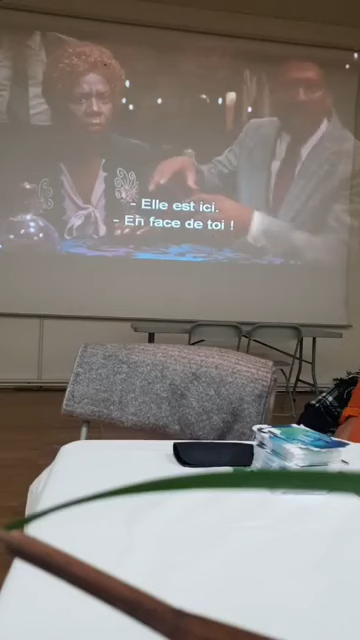 - Elle est ici.
- En face de toi !